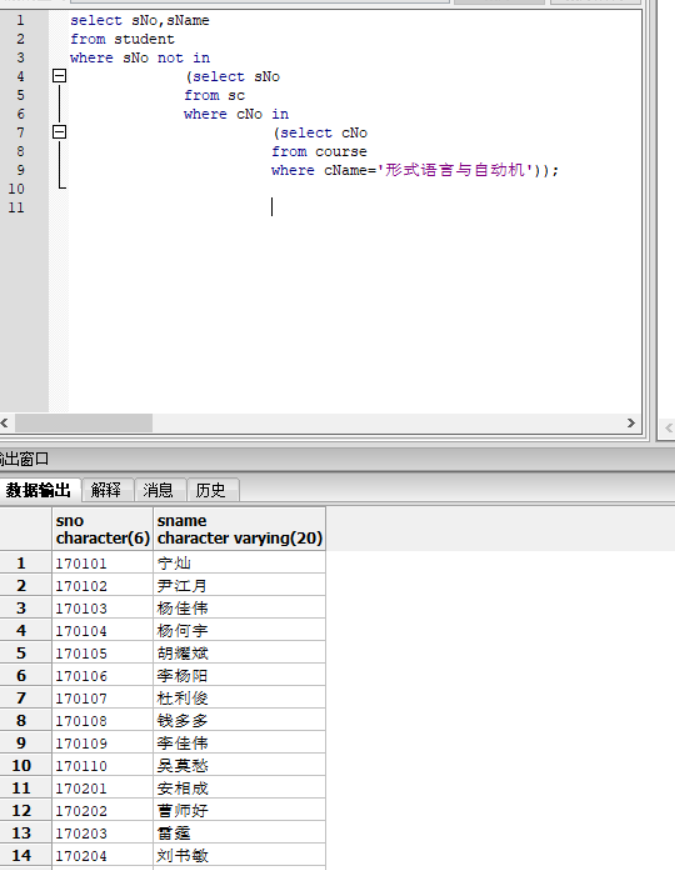 1 select sNo,sName
2 from student
3 where sNo not in
4 (select sNo
5 from sc
6 where cNo in
7 (select cNo
8 from course
9 where cName='形式语言与自动机'));
10
11
出窗口
数据输出 解释 消息 历史
sno sname
character(6) character varying(20)
1 170101 宁灿
2 170102 尹江月
3 170103 杨佳伟
4 170104 杨何宇
5 170105 胡耀斌
6 170106 李杨阳
7 170107 杜利俊
8 170108 钱多多
9 170109 李佳伟
10 170110 吴莫愁
11 170201 安相成
12 170202 曹师好
13 170203 雷霆
14 170204 刘书敏